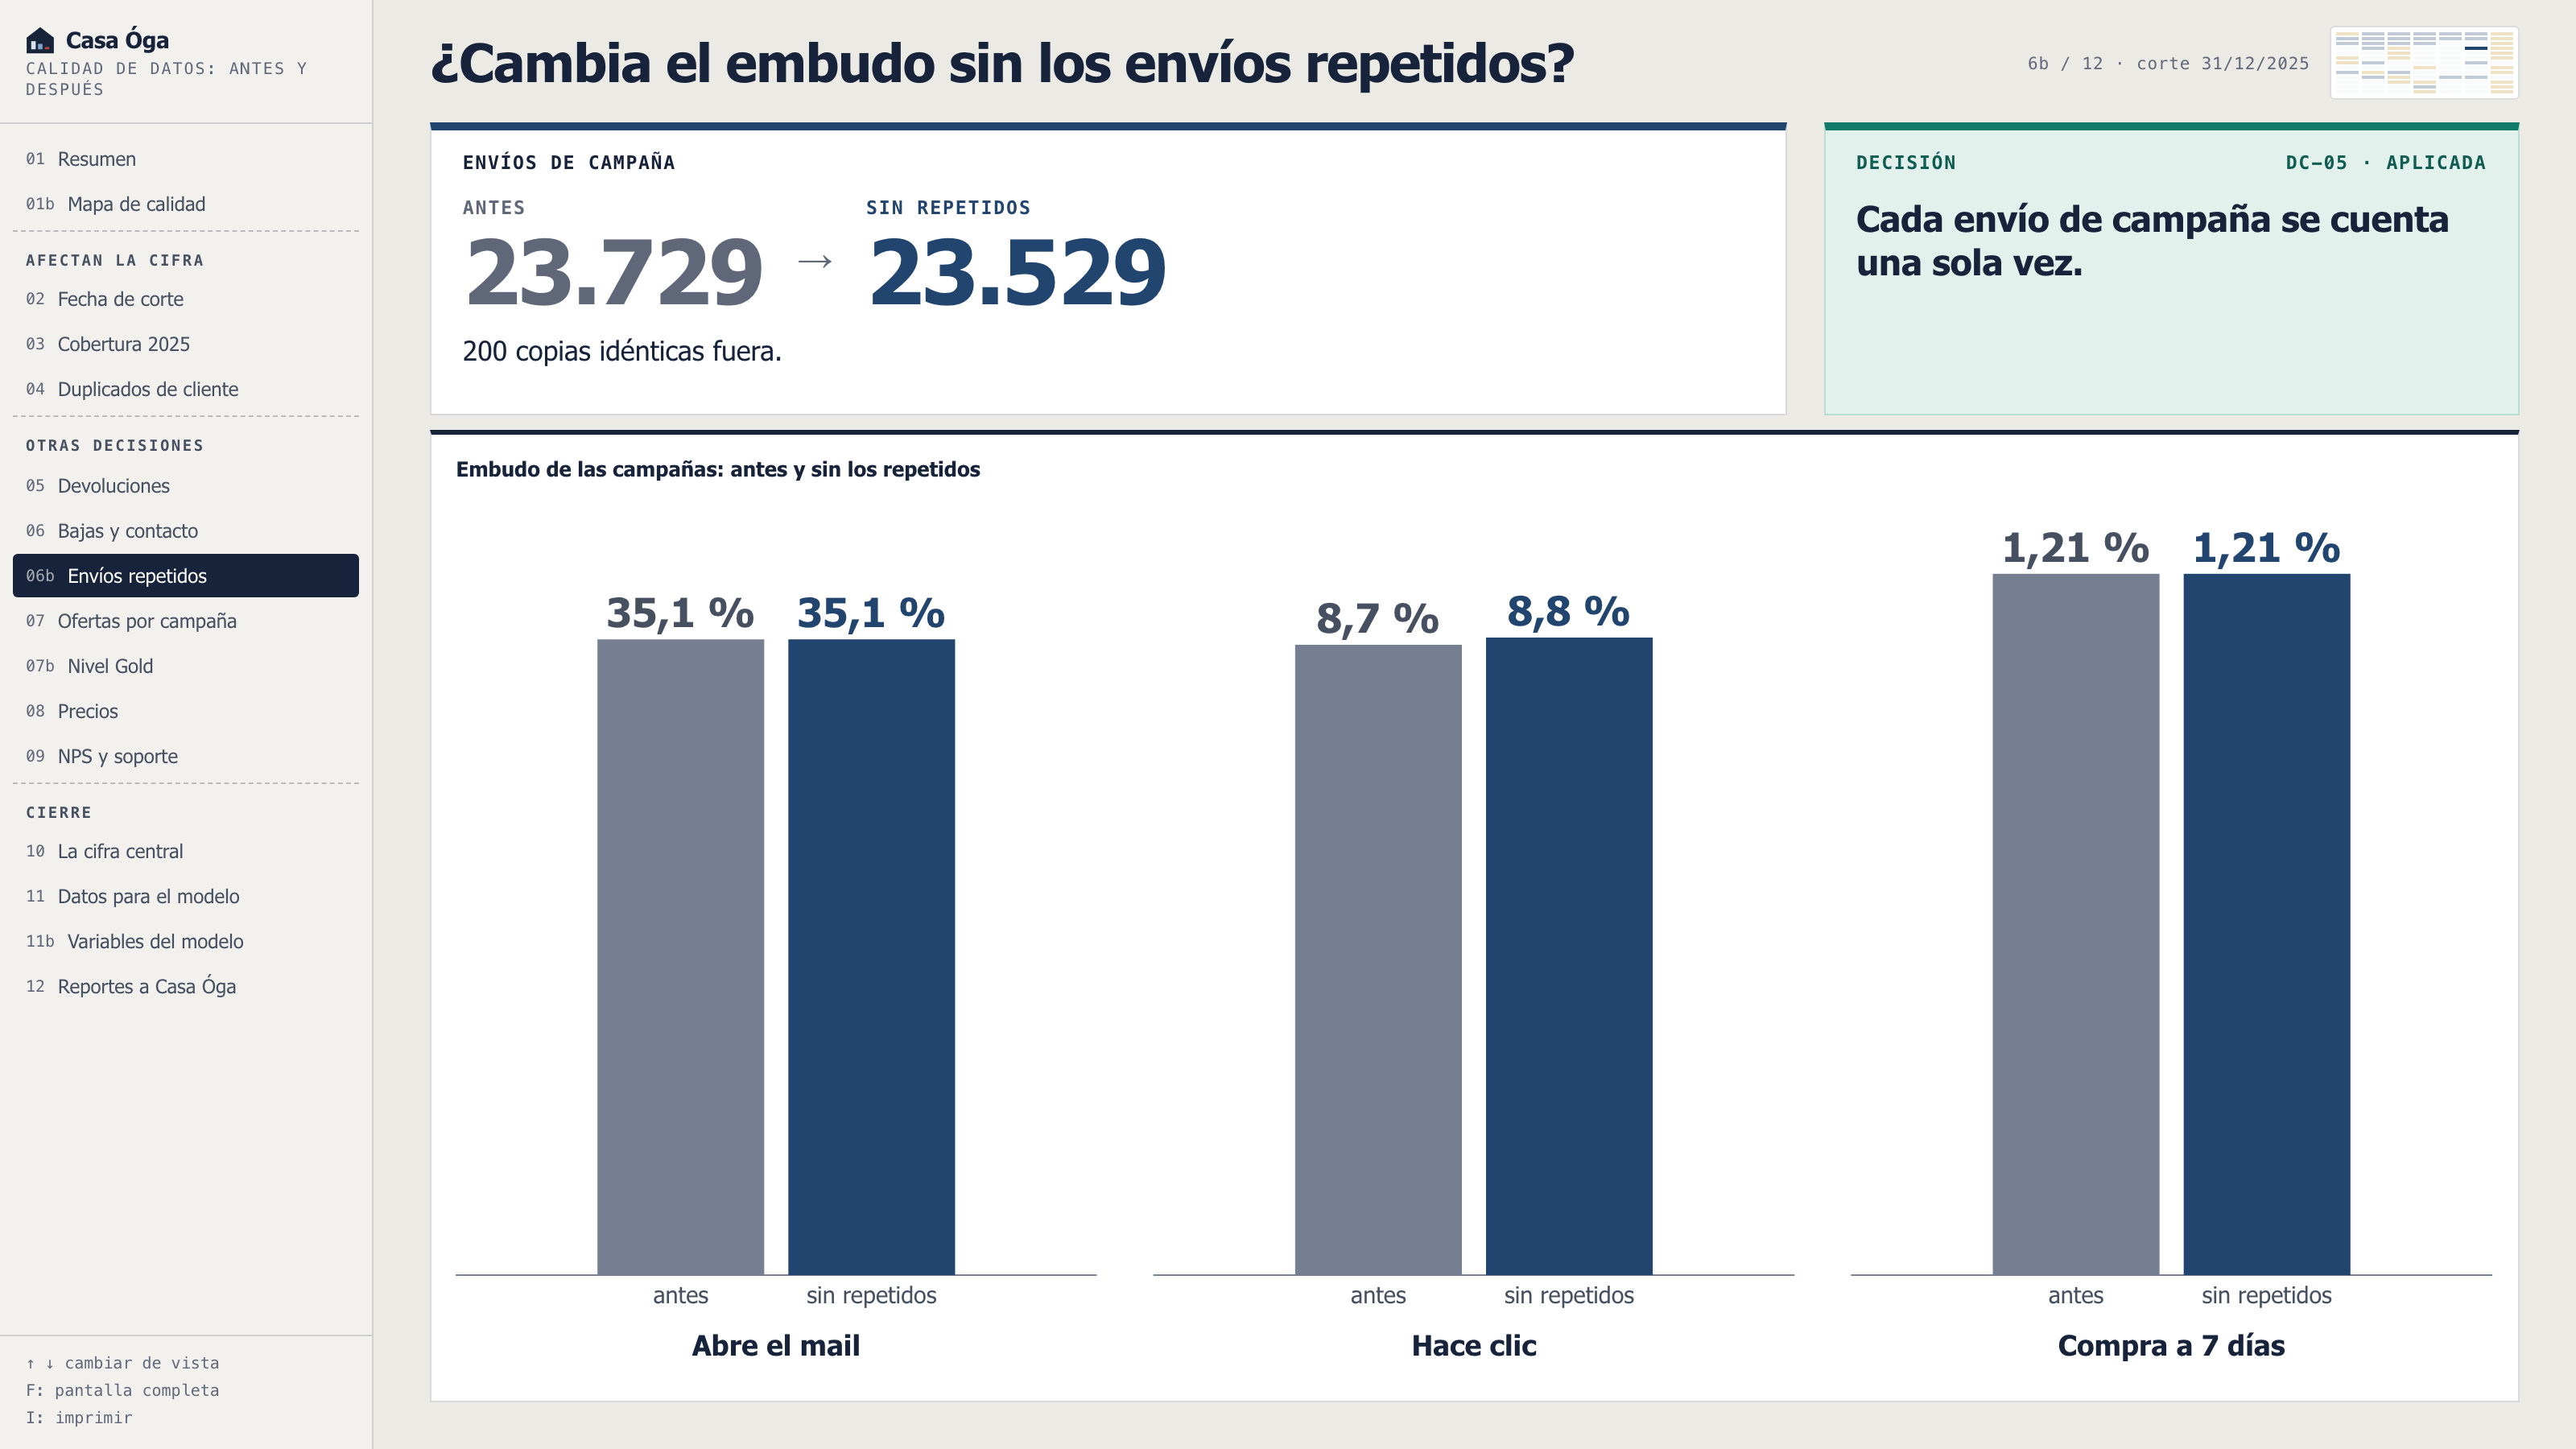 Casa Óga
CALIDAD DE DATOS: ANTES Y
DESPUÉS
01 Resumen
01b Mapa de calidad
AFECTAN LA CIFRA
02 Fecha de corte
03 Cobertura 2025
04 Duplicados de cliente
OTRAS DECISIONES
05 Devoluciones
06 Bajas y contacto
06b Envíos repetidos
07 Ofertas por campaña
07b Nivel Gold
08 Precios
09 NPS y soporte
CIERRE
10 La cifra central
11 Datos para el modelo
11b Variables del modelo
12 Reportes a Casa Óga
↑ ↓ cambiar de vista
F: pantalla completa
I: imprimir
¿Cambia el embudo sin los envíos repetidos?
6b / 12 · corte 31/12/2025
ENVÍOS DE CAMPAÑA
ANTES SIN REPETIDOS
23.729 → 23.529
200 copias idénticas fuera.
DECISIÓN DC–05 · APLICADA
Cada envío de campaña se cuenta
una sola vez.
Embudo de las campañas: antes y sin los repetidos
35,1 % 35,1 %
antes sin repetidos
Abre el mail
8,7 % 8,8 %
antes sin repetidos
Hace clic
1,21 % 1,21 %
antes sin repetidos
Compra a 7 días